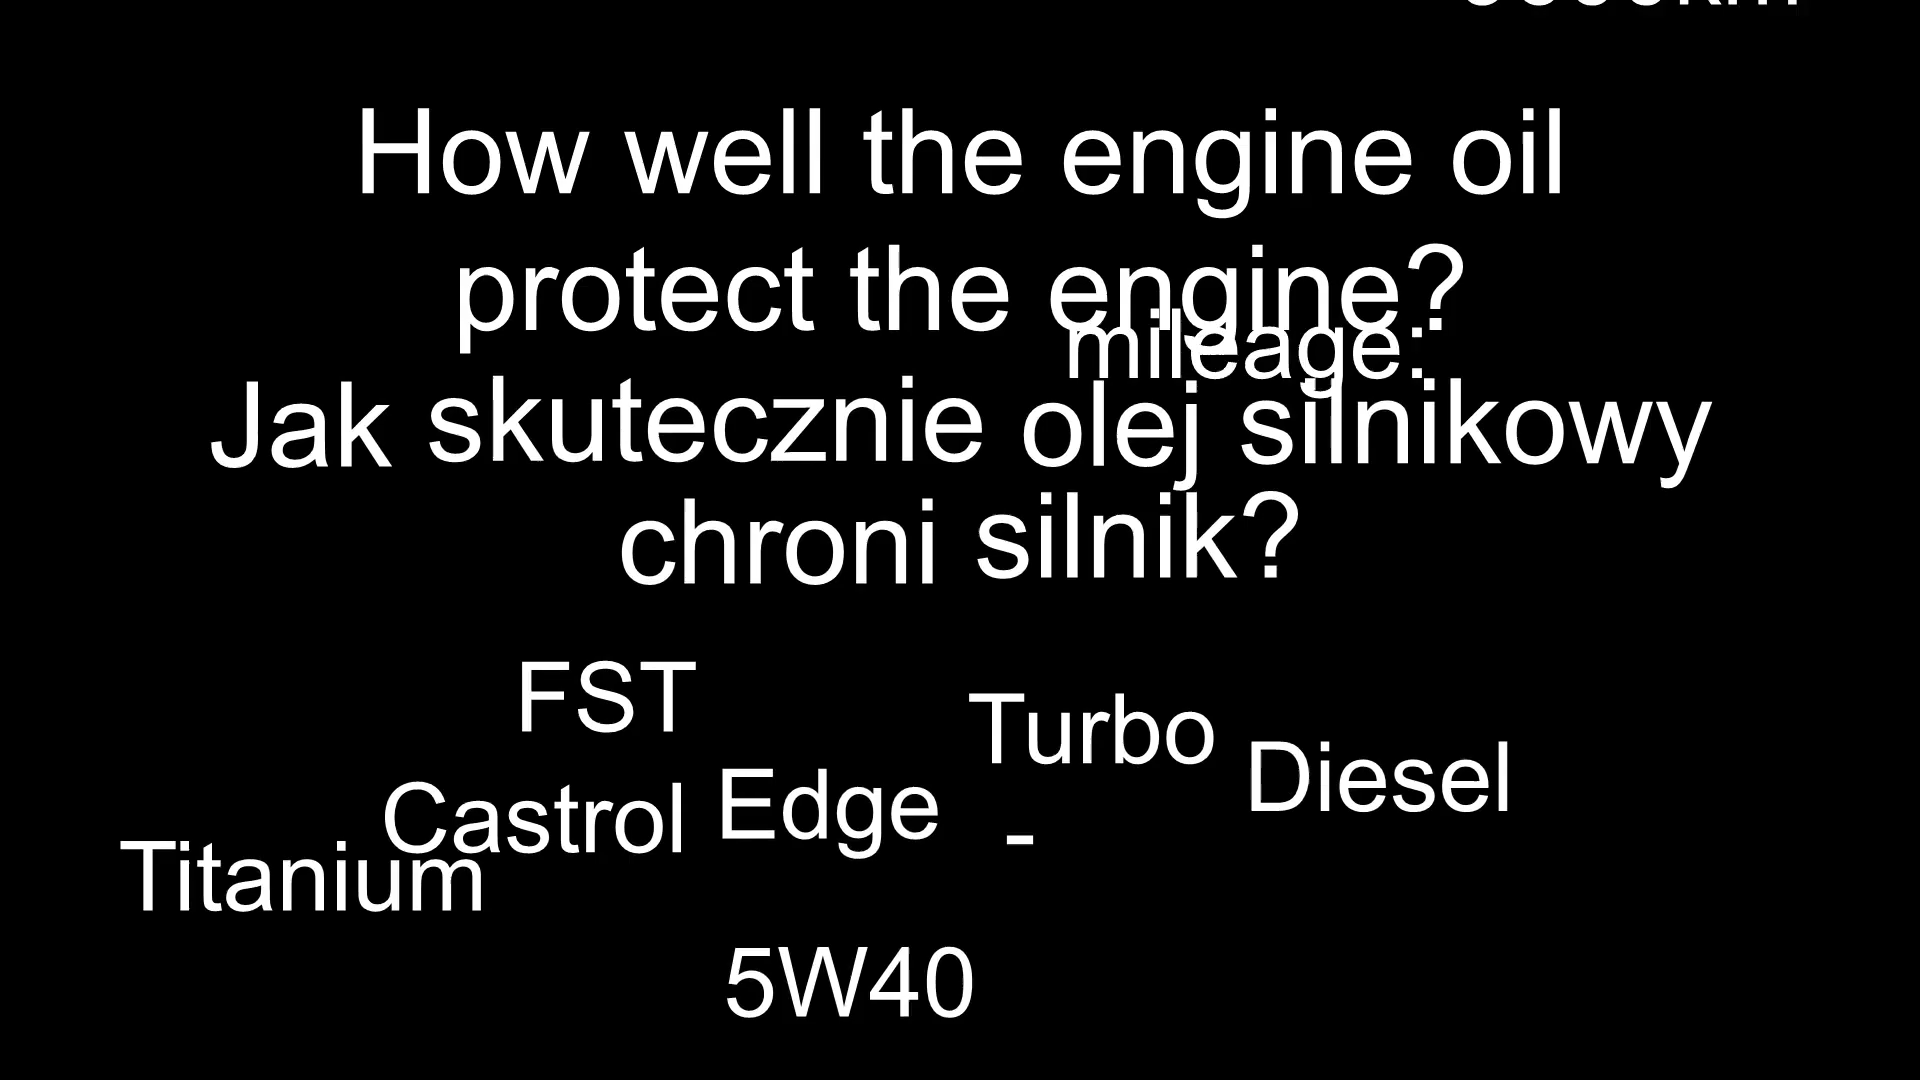 How well the engine oil
protect the engine?
mileage:
Jak skutecznie olej silnikowy
chroni silnik?
FST
Turbo
Diesel
Castrol Edge
-
Titanium
5W40